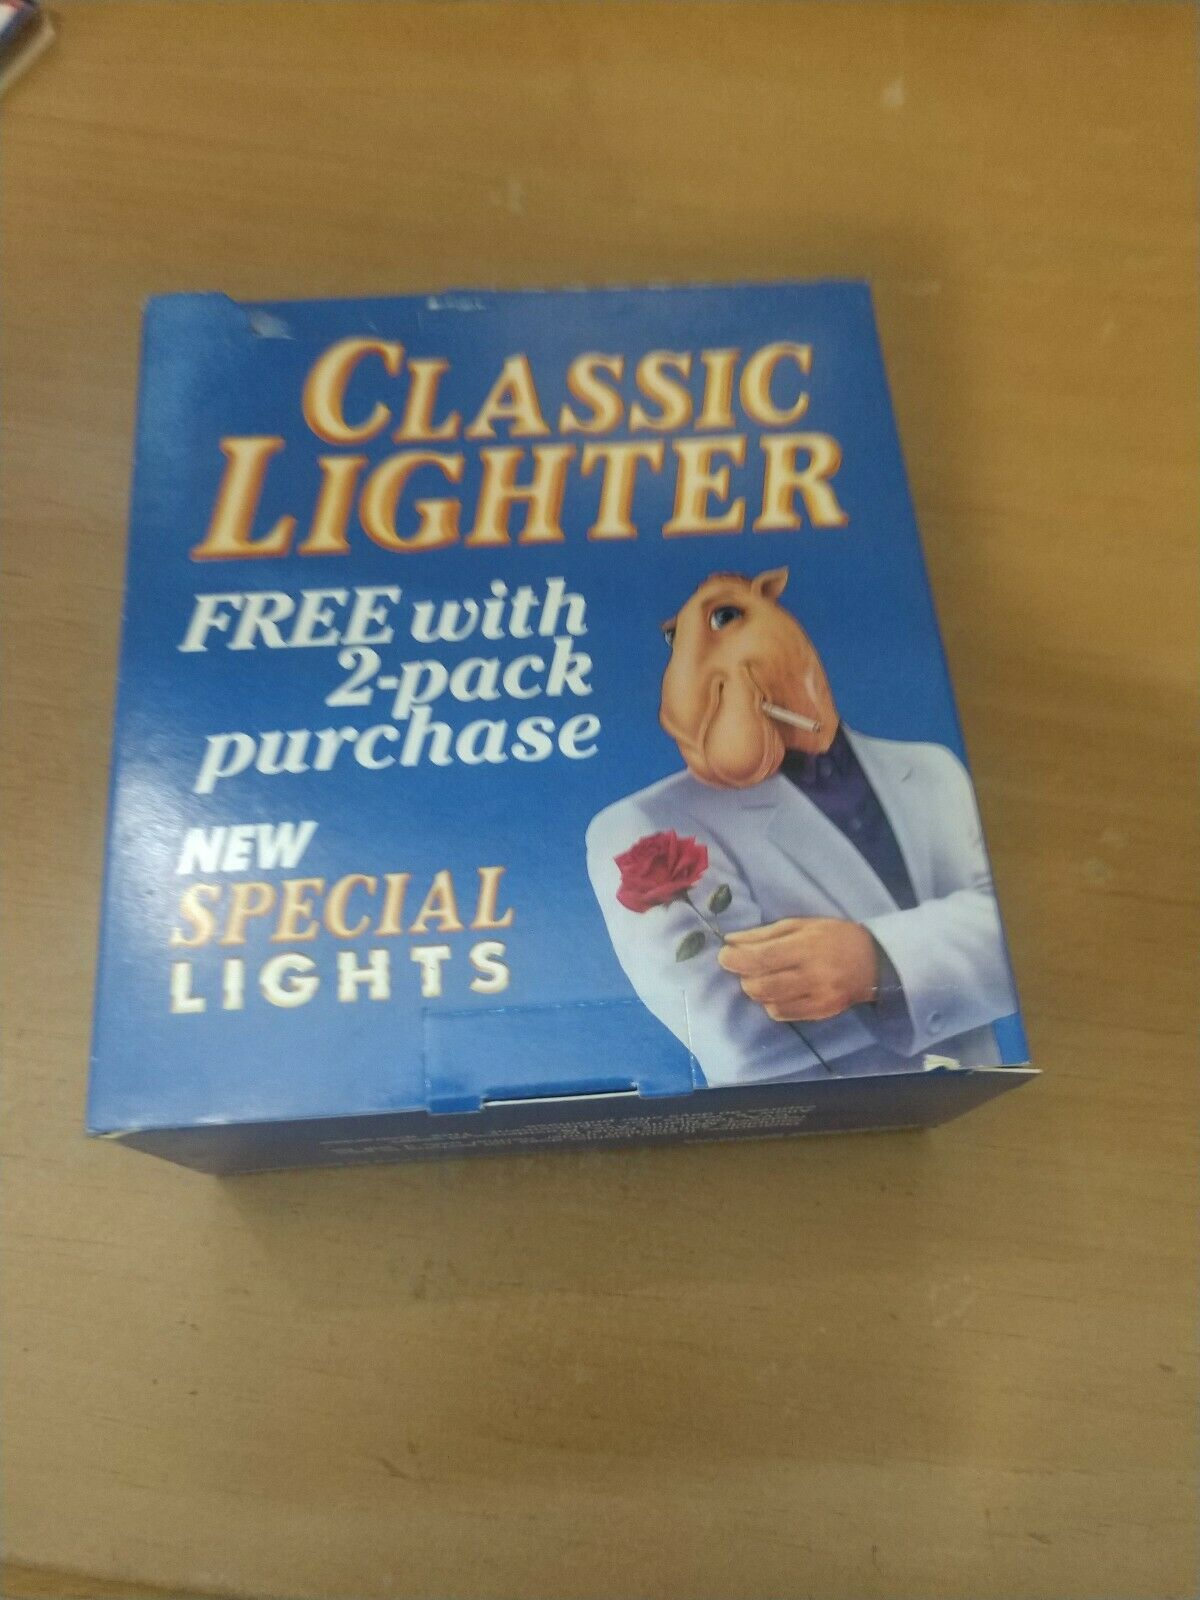 CLASSIC
LIGHTER
FREE with
2-pack
purchase
NEW
SPECIAL
LIGHTS